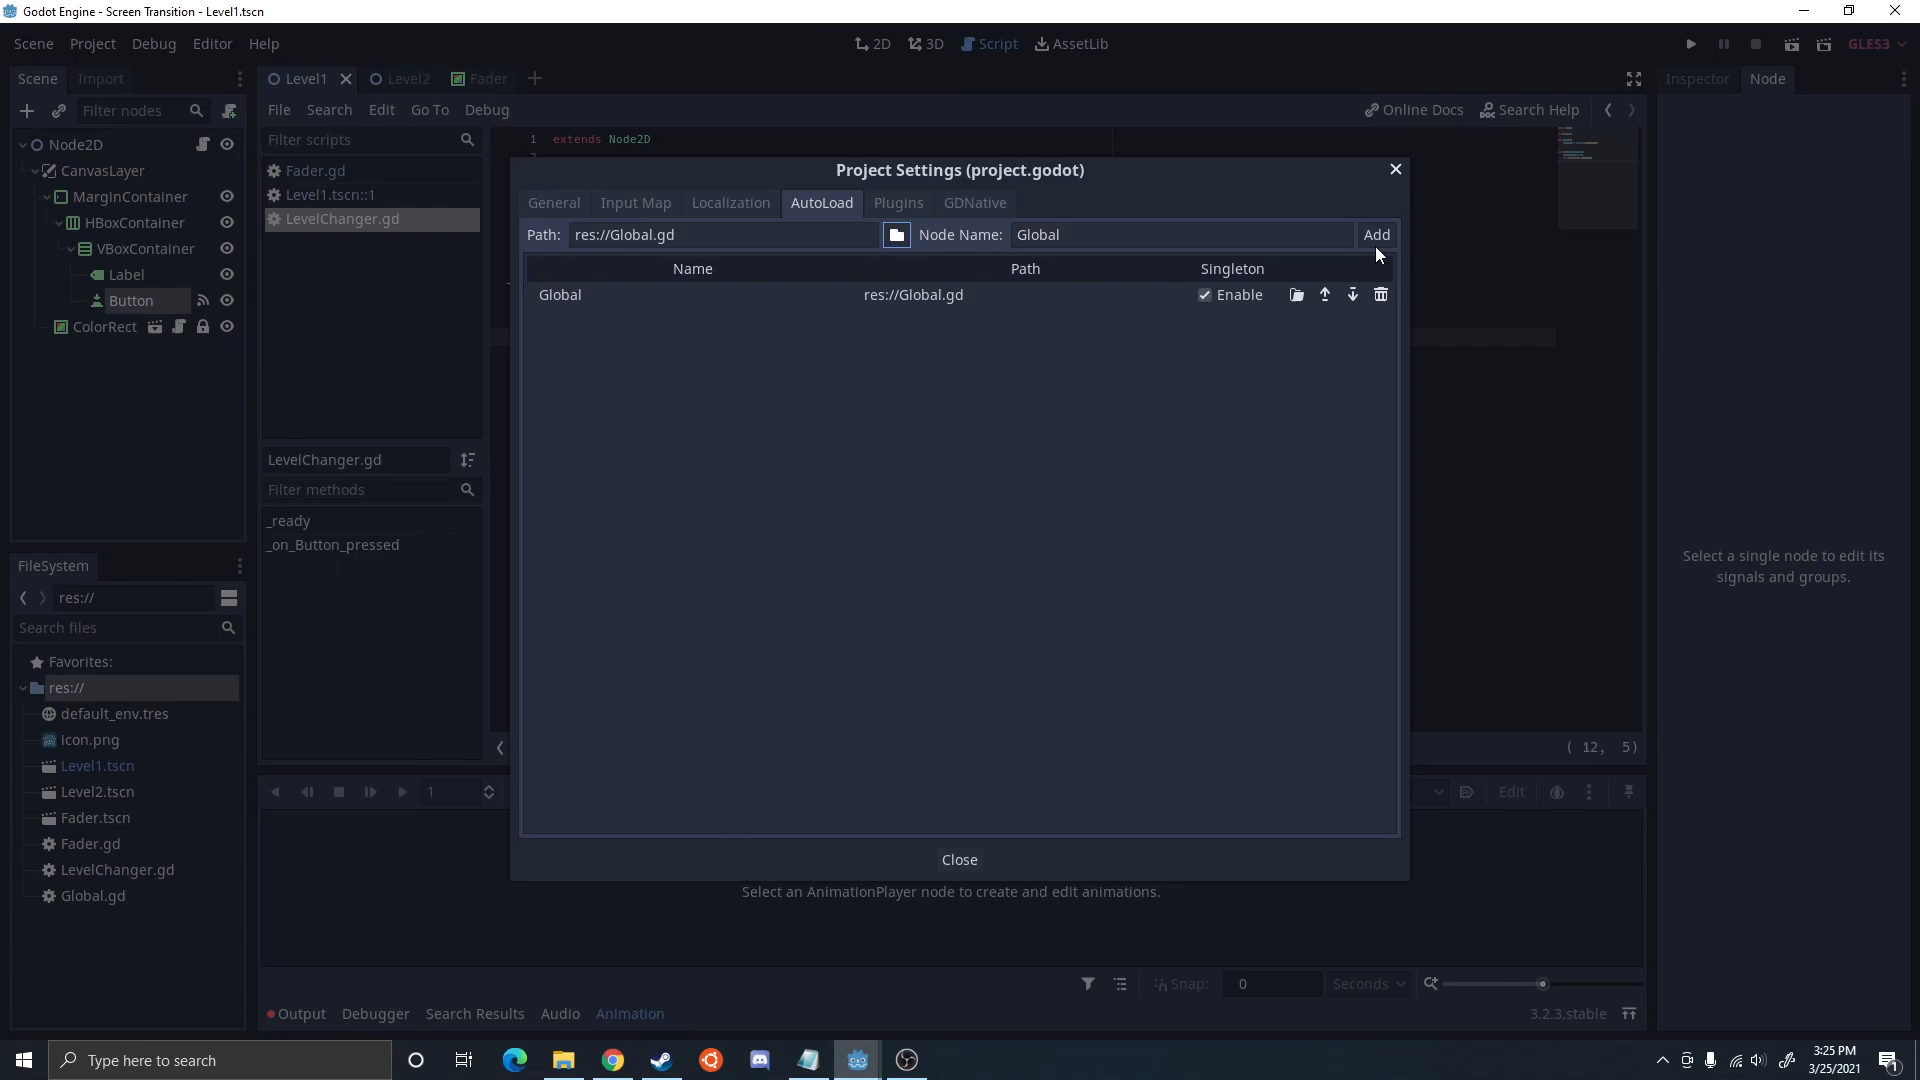 Godot Engine - Screen Transition - Level1.tscn
Scene Project Debug Editor Help
2D 3D Script AssetLib
GLES3
Scene Import
Level1 Level2 Fader
Inspector Node
Filter nodes
File Search Edit Go To Debug
Online Docs Search Help
Filter scripts
1 extends Node2D
2
Node2D
CanvasLayer
MarginContainer
HBoxContainer
VBoxContainer
Label
Button
ColorRect
Fader.gd
Level1.tscn::1
LevelChanger.gd
LevelChanger.gd
Filter methods
_ready
_on_Button_pressed
Project Settings (project.godot)
General Input Map Localization AutoLoad Plugins GDNative
Path: res://Global.gd Node Name: Global Add
Name Path Singleton
Global res://Global.gd Enable
Close
Select a single node to edit its
signals and groups.
( 12, 5)
FileSystem
res://
Search files
Favorites:
res://
default_env.tres
icon.png
Level1.tscn
Level2.tscn
Fader.tscn
Fader.gd
LevelChanger.gd
Global.gd
1
Edit
Select an AnimationPlayer node to create and edit animations.
Snap: 0 Seconds
Output Debugger Search Results Audio Animation
3.2.3.stable
Type here to search
3:25 PM
3/25/2021
1